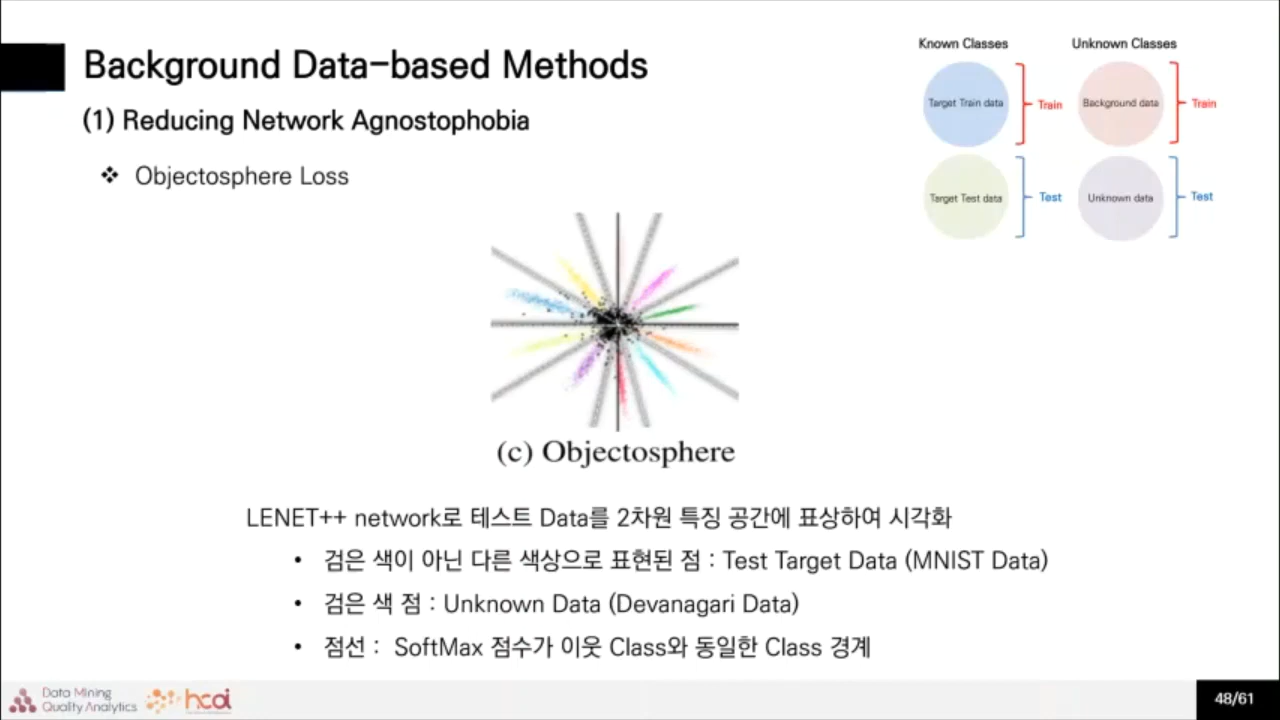 Background Data-based Methods
(1) Reducing Network Agnostophobia
❖ Objectosphere Loss
Known Classes
Unknown Classes
Target Train data
Train
Background data
Train
Target Test data
Test
Unknown data
Test
(c) Objectosphere
LENET++ network로 테스트 Data를 2차원 특징 공간에 표상하여 시각화
• 검은 색이 아닌 다른 색상으로 표현된 점 : Test Target Data (MNIST Data)
• 검은 색 점 : Unknown Data (Devanagari Data)
• 점선 : SoftMax 점수가 이웃 Class와 동일한 Class 경계
Data Mining
Quality Analytics
hcai
48/61